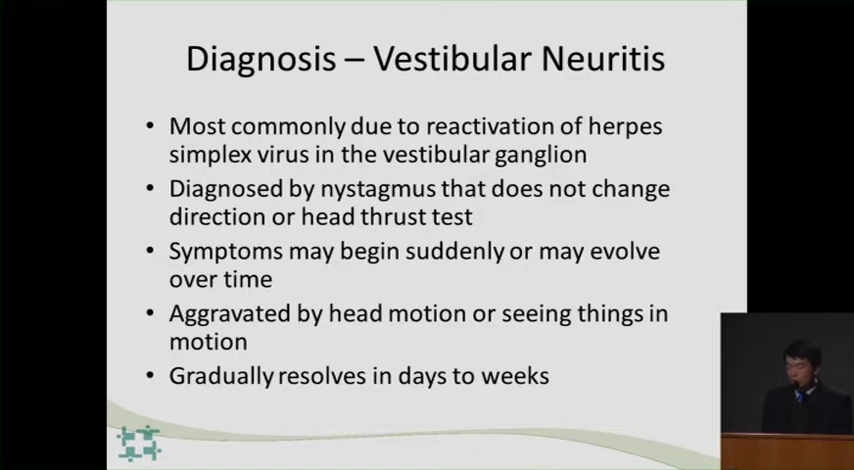 Diagnosis – Vestibular Neuritis
• Most commonly due to reactivation of herpes
simplex virus in the vestibular ganglion
• Diagnosed by nystagmus that does not change
direction or head thrust test
• Symptoms may begin suddenly or may evolve
over time
• Aggravated by head motion or seeing things in
motion
• Gradually resolves in days to weeks